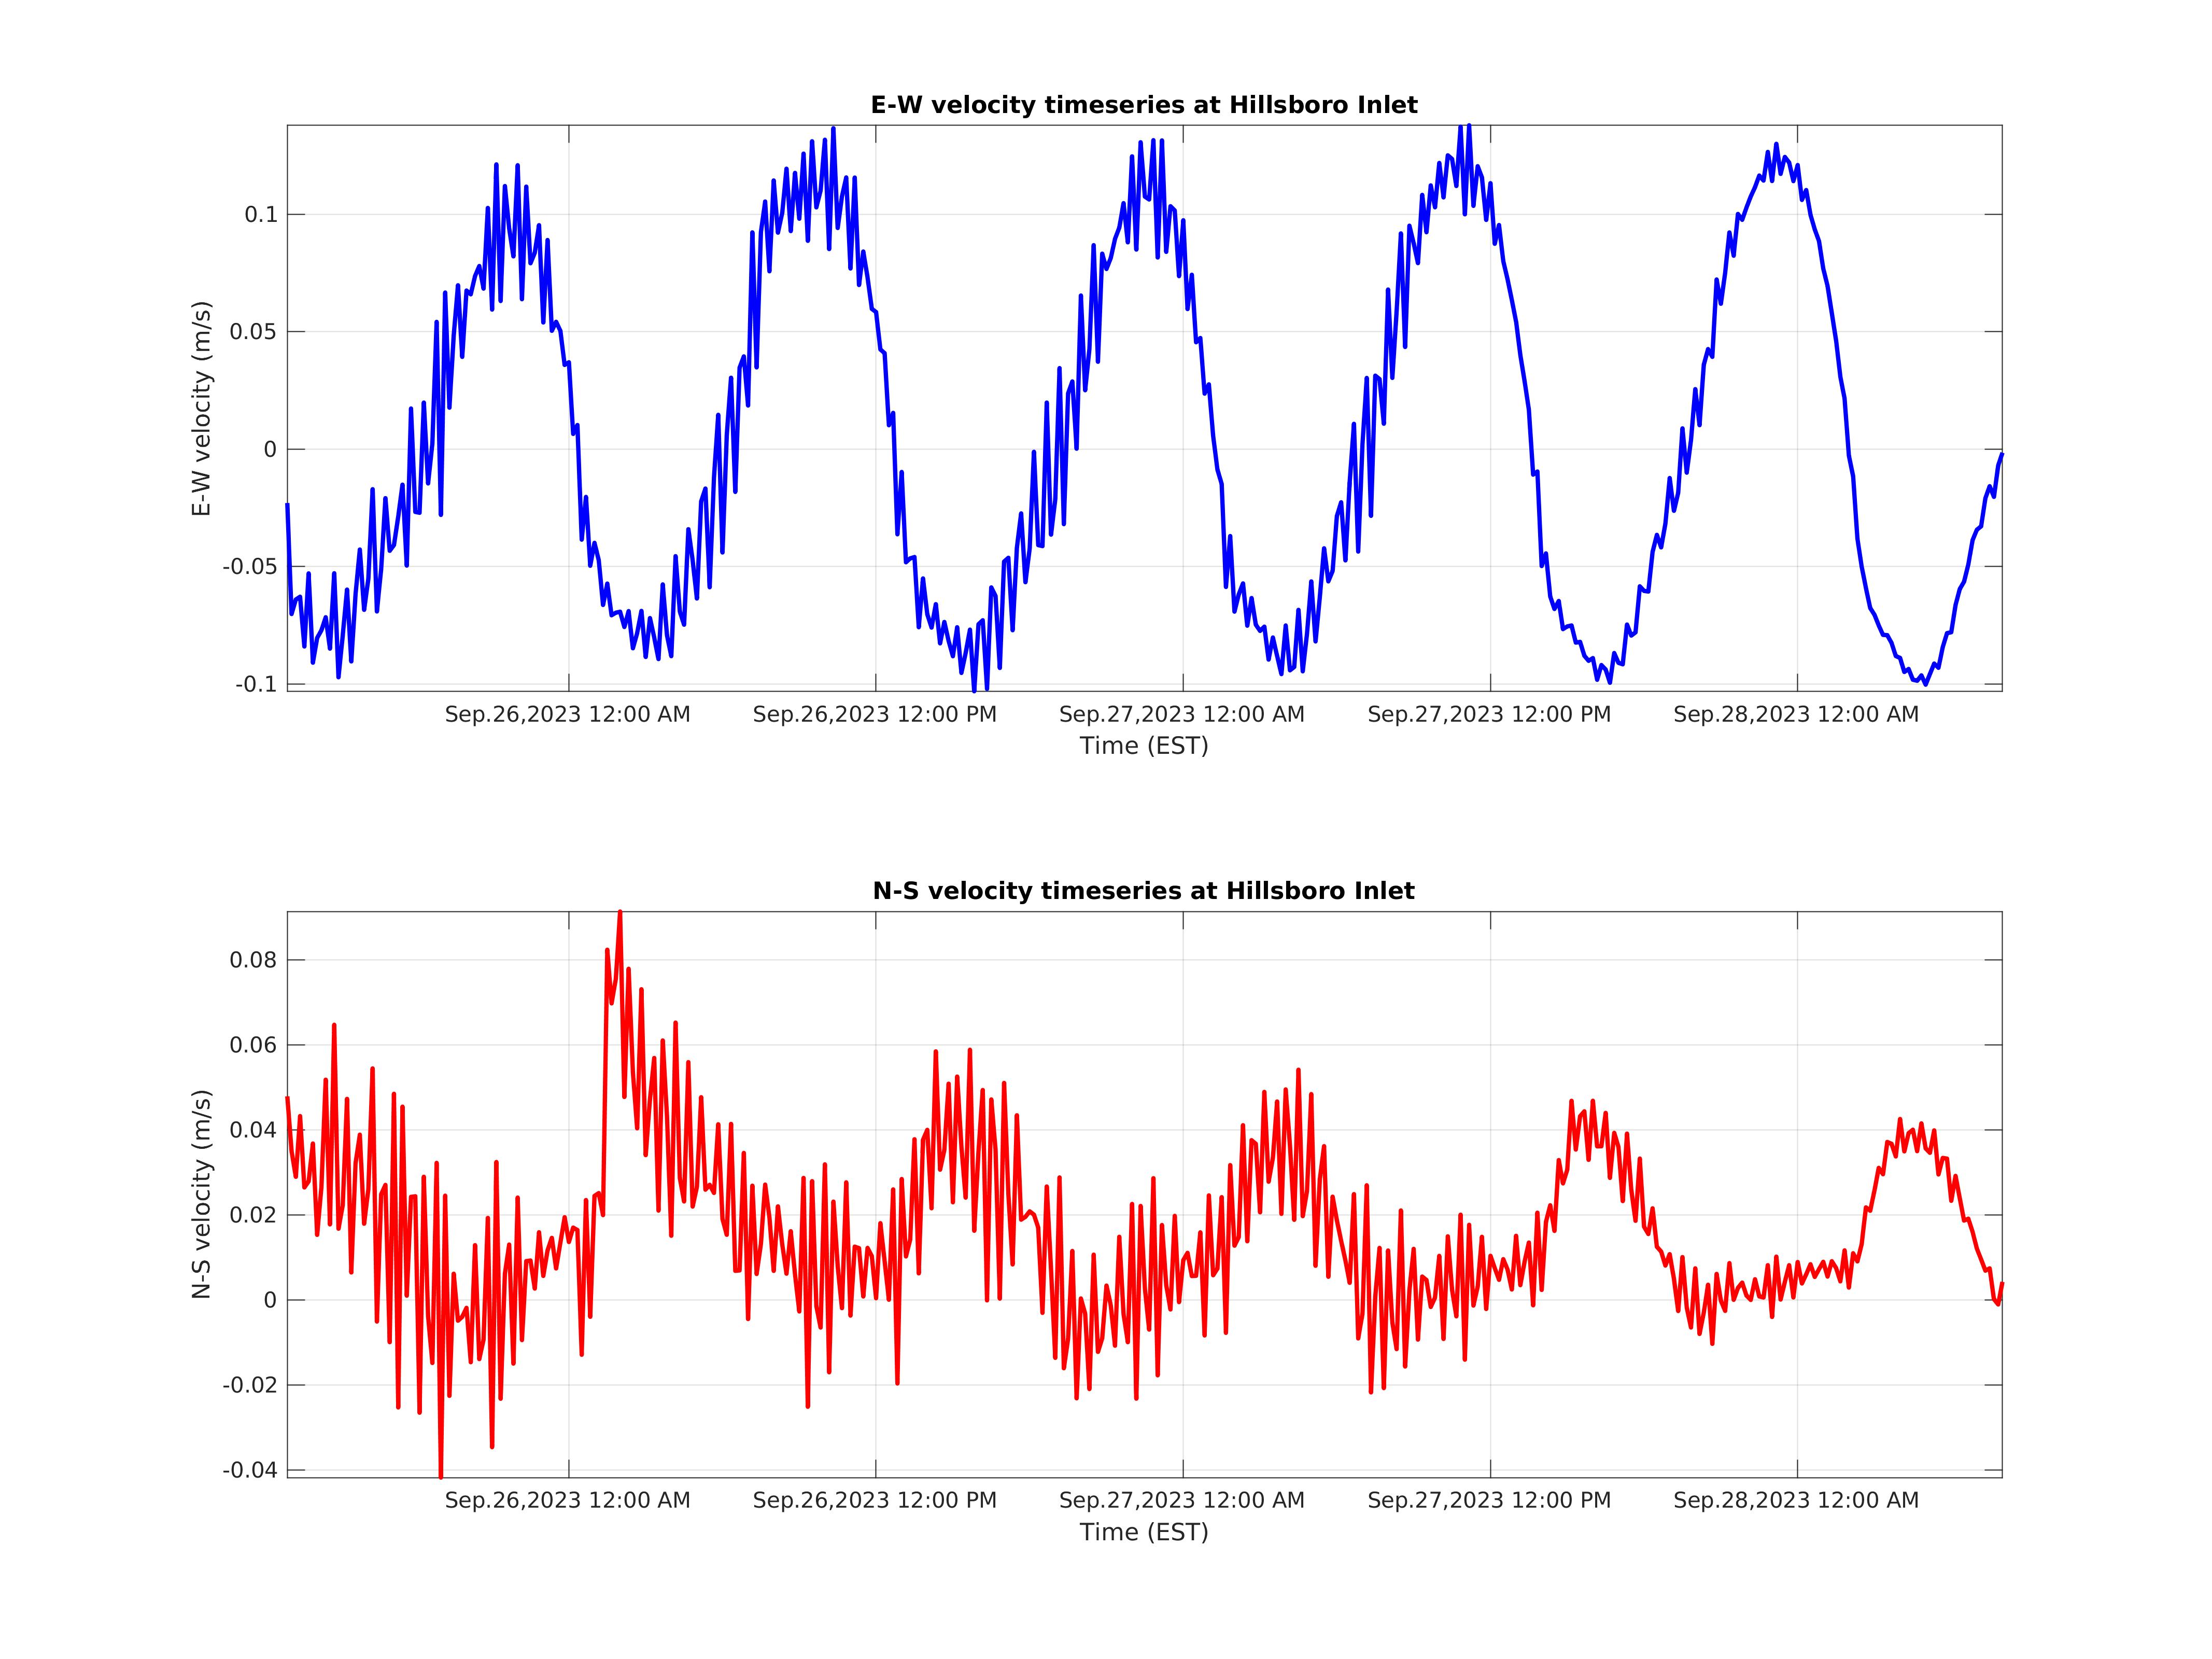 E-W velocity timeseries at Hillsboro Inlet
E-W velocity (m/s)
0.1
0.05
0
-0.05
-0.1
Sep.26,2023 12:00 AM Sep.26,2023 12:00 PM Sep.27,2023 12:00 AM Sep.27,2023 12:00 PM Sep.28,2023 12:00 AM
Time (EST)
N-S velocity timeseries at Hillsboro Inlet
N-S velocity (m/s)
0.08
0.06
0.04
0.02
0
-0.02
-0.04
Sep.26,2023 12:00 AM Sep.26,2023 12:00 PM Sep.27,2023 12:00 AM Sep.27,2023 12:00 PM Sep.28,2023 12:00 AM
Time (EST)